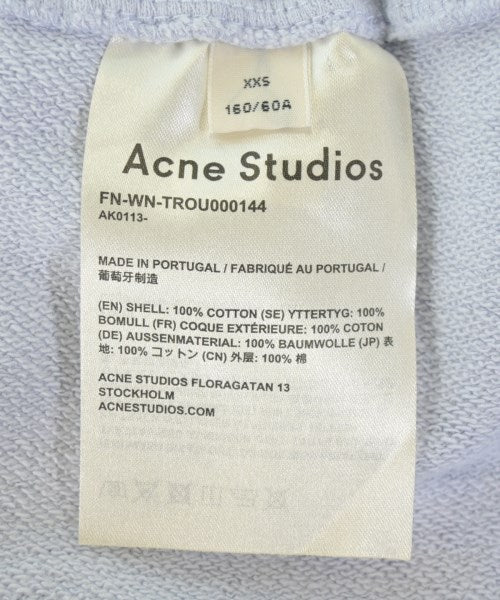 XXS
160/60A
Acne Studios
FN-WN-TROU000144
AK0113-
MADE IN PORTUGAL / FABRIQUÉ AU PORTUGAL /
葡萄牙制造
(EN) SHELL: 100% COTTON (SE) YTTERTYG: 100%
BOMULL (FR) COQUE EXTÉRIEURE: 100% COTON
(DE) AUSSENMATERIAL: 100% BAUMWOLLE (JP) 表
地: 100% コットン (CN) 外层: 100% 棉
ACNE STUDIOS FLORAGATAN 13
STOCKHOLM
ACNESTUDIOS.COM